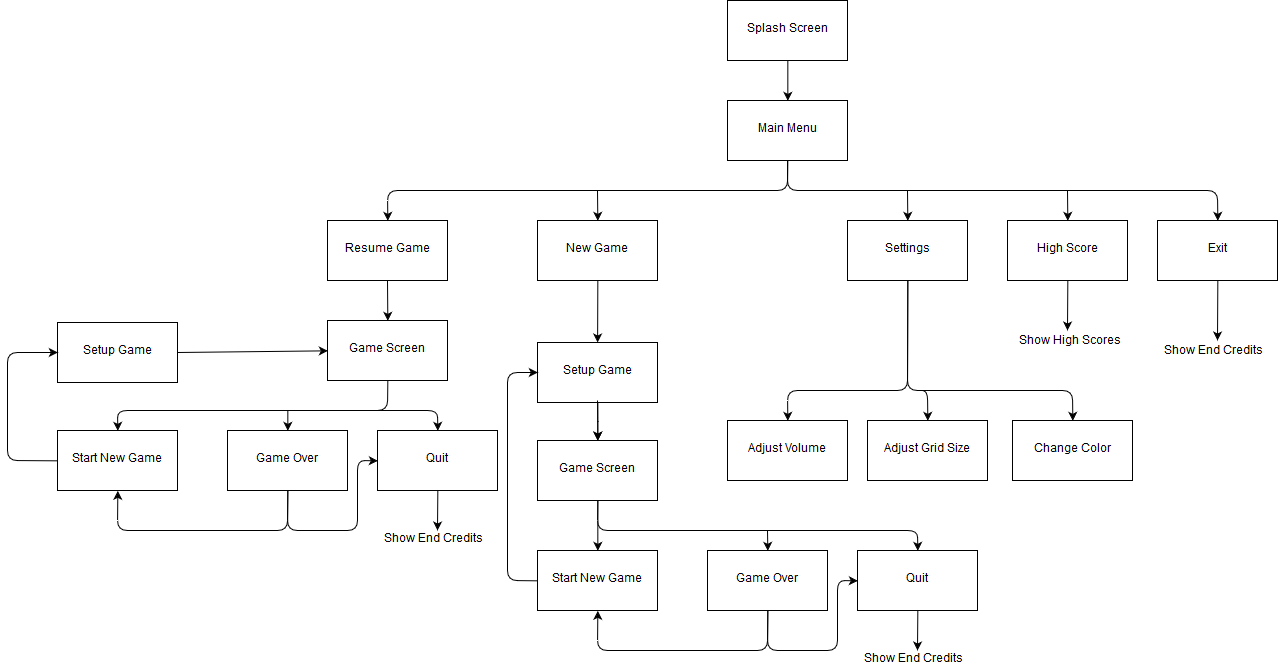 Splash Screen
Main Menu
Resume Game
New Game
Settings
High Score
Exit
Setup Game
Game Screen
Show High Scores
Show End Credits
Setup Game
Start New Game
Game Over
Quit
Adjust Volume
Adjust Grid Size
Change Color
Game Screen
Show End Credits
Start New Game
Game Over
Quit
Show End Credits